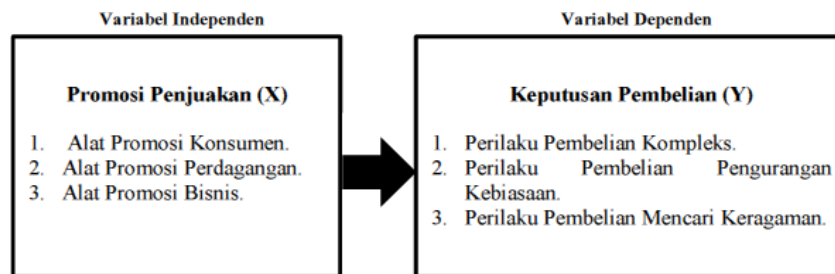 Variabel Independen
Variabel Dependen
Promosi Penjuakan (X)
1. Alat Promosi Konsumen.
2. Alat Promosi Perdagangan.
3. Alat Promosi Bisnis.
Keputusan Pembelian (Y)
1. Perilaku Pembelian Kompleks.
2. Perilaku Pembelian Pengurangan
Kebiasaan.
3. Perilaku Pembelian Mencari Keragaman.